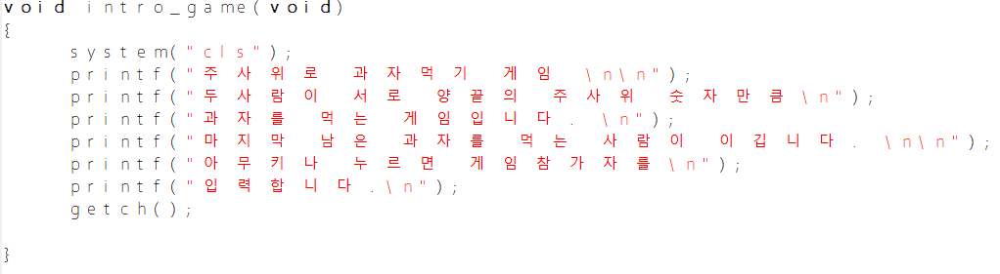 void intro_game(void)
{
system("cls");
printf("주사위로 과자먹기 게임 \n\n");
printf("두사람이 서로 양끝의 주사위 숫자만큼\n");
printf("과자를 먹는 게임입니다. \n");
printf("마지막 남은 과자를 먹는 사람이 이깁니다. \n\n");
printf("아무키나 누르면 게임참가자를\n");
printf("입력합니다.\n");
getch();
}